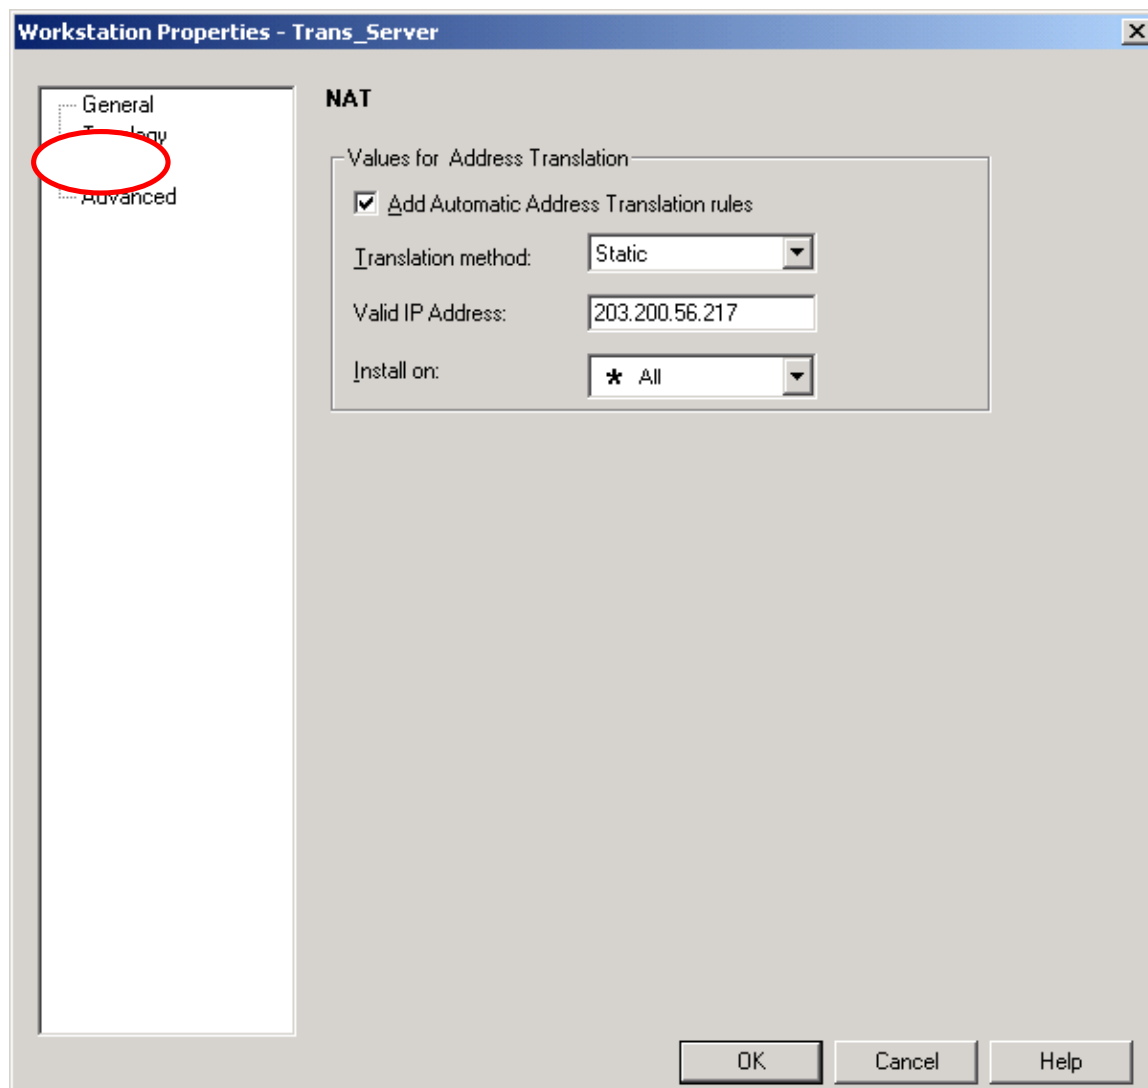 Workstation Properties - Trans_Server
General
Topology
Advanced
NAT
Values for Address Translation
Add Automatic Address Translation rules
Translation method:
Static
Valid IP Address:
203.200.56.217
Install on:
* All
OK
Cancel
Help